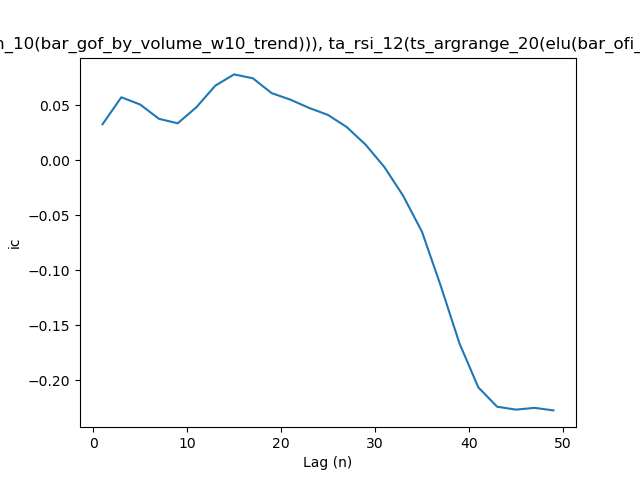 _10(bar_gof_by_volume_w10_trend))), ta_rsi_12(ts_argrange_20(elu(bar_ofi_
0.05
0.00
−0.05
−0.10
−0.15
−0.20
ic
0 10 20 30 40 50
Lag (n)